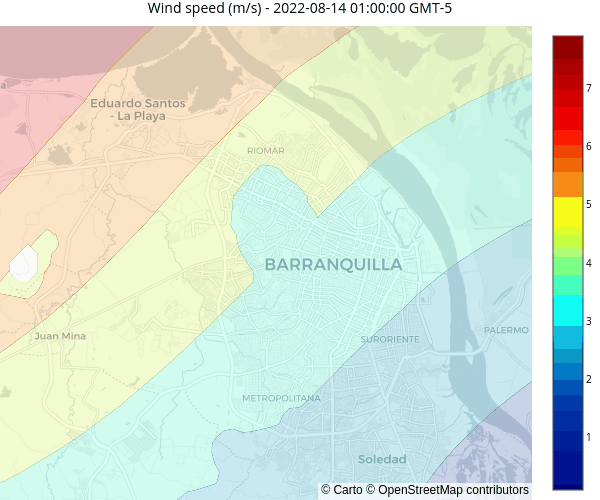 Wind speed (m/s) - 2022-08-14 01:00:00 GMT-5
a
Eduardo Santos
- La Playa
RIOMAR
BARRANQUILLA
Juan Mina
SURORIENTE
PALERMO
METROPOLITANA
Soledad
© Carto © OpenStreetMap contributors
7
6
5
4
3
2
1